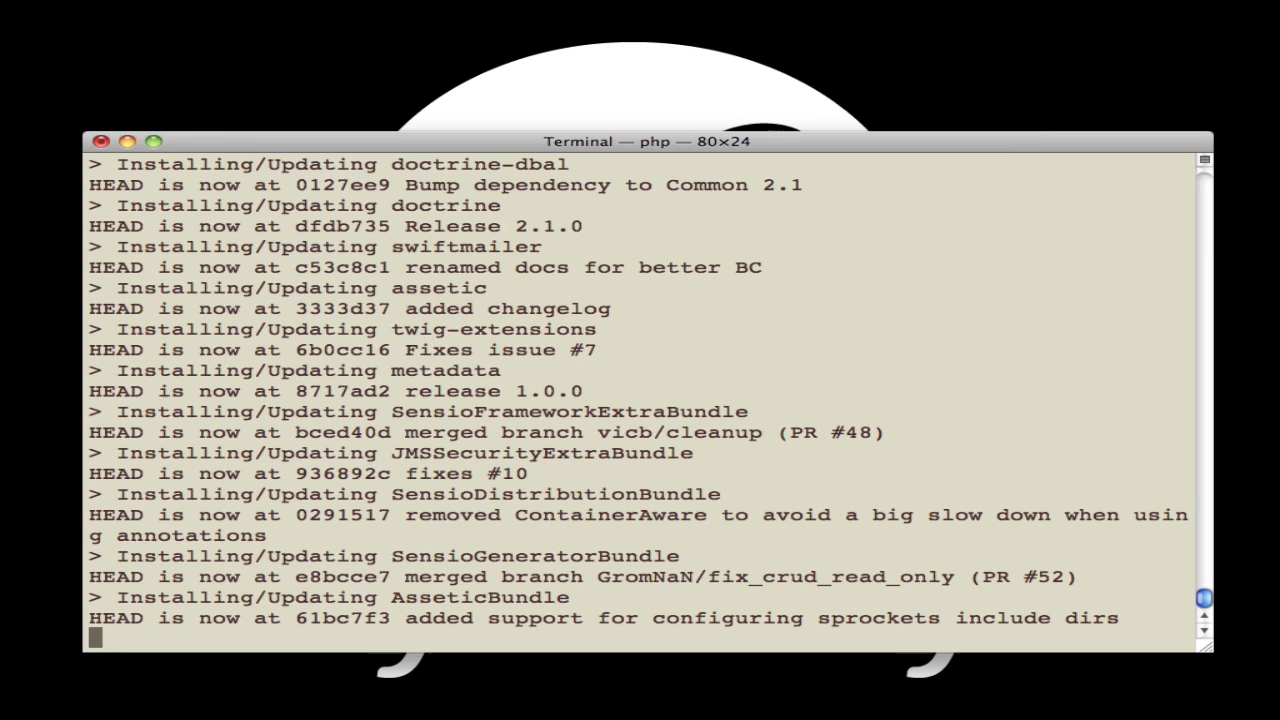 Terminal — php — 80×24
> Installing/Updating doctrine-dbal
HEAD is now at 0127ee9 Bump dependency to Common 2.1
> Installing/Updating doctrine
HEAD is now at dfdb735 Release 2.1.0
> Installing/Updating swiftmailer
HEAD is now at c53c8c1 renamed docs for better BC
> Installing/Updating assetic
HEAD is now at 3333d37 added changelog
> Installing/Updating twig-extensions
HEAD is now at 6b0cc16 Fixes issue #7
> Installing/Updating metadata
HEAD is now at 8717ad2 release 1.0.0
> Installing/Updating SensioFrameworkExtraBundle
HEAD is now at bced40d merged branch vicb/cleanup (PR #48)
> Installing/Updating JMSSecurityExtraBundle
HEAD is now at 936892c fixes #10
> Installing/Updating SensioDistributionBundle
HEAD is now at 0291517 removed ContainerAware to avoid a big slow down when usin
g annotations
> Installing/Updating SensioGeneratorBundle
HEAD is now at e8bcce7 merged branch GromNaN/fix_crud_read_only (PR #52)
> Installing/Updating AsseticBundle
HEAD is now at 61bc7f3 added support for configuring sprockets include dirs